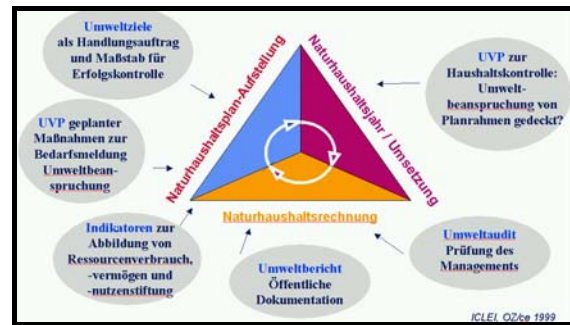 Umweltziele
als Handlungsauftrag
und Maßstab für
Erfolgskontrolle
UVP geplanter
Maßnahmen zur
Bedarfsmeldung
Umweltbean-
spruchung
Indikatoren zur
Abbildung von
Ressourcenverbrauch,
-vermögen und
-nutzenstiftung
Naturhaushaltsplan-Aufstellung
Naturhaushaltsjahr / Umsetzung
Naturhaushaltsrechnung
Umweltbericht
Öffentliche
Dokumentation
UVP zur
Haushaltskontrolle:
Umwelt-
beanspruchung von
Planrahmen gedeckt?
Umweltaudit
Prüfung des
Managements
ICLEI, OZ/ce 1999